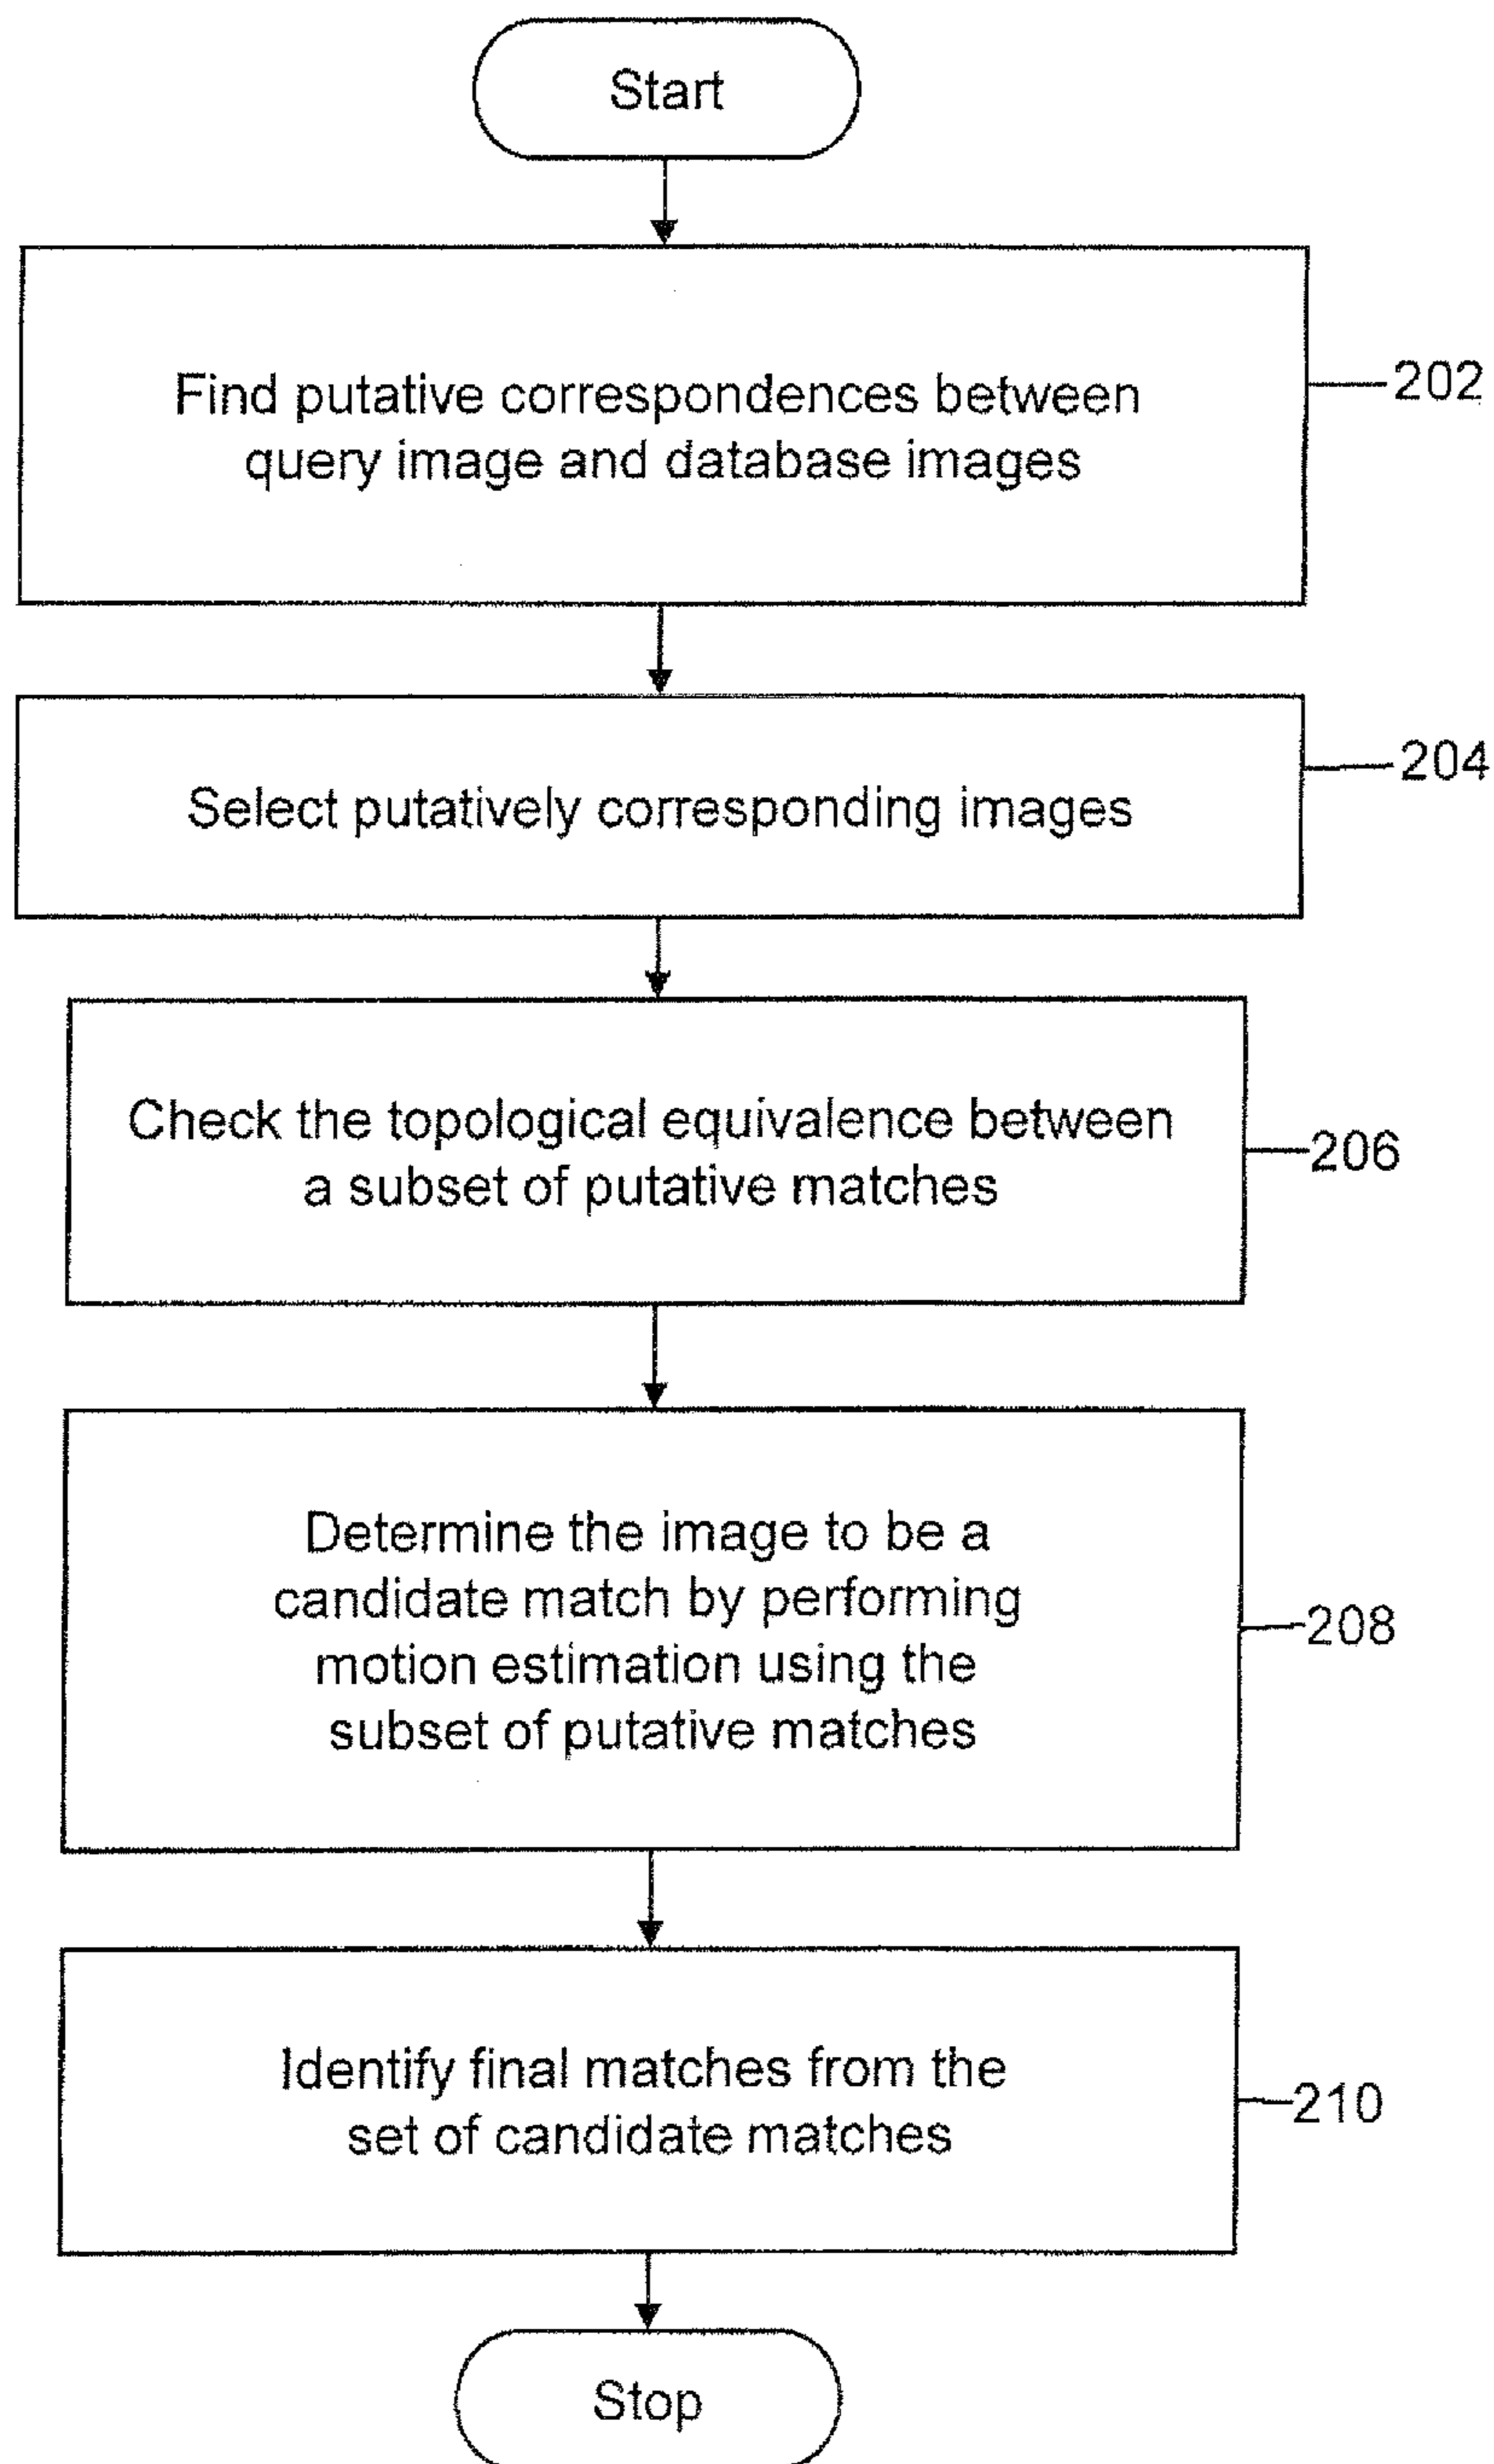 Start
Find putative correspondences between
query image and database images
202
Select putatively corresponding images
204
Check the topological equivalence between
a subset of putative matches
206
Determine the image to be a
candidate match by performing
motion estimation using the
subset of putative matches
208
Identify final matches from the
set of candidate matches
210
Stop